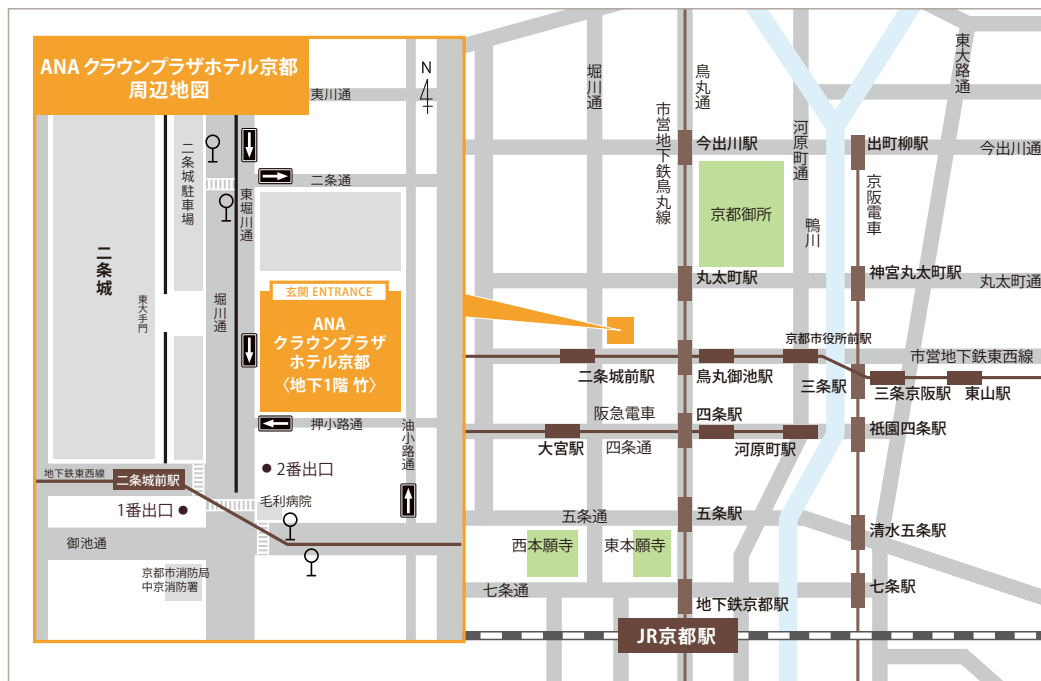 ANA クラウンプラザホテル京都
周辺地図
N
夷川通
二条城駐車場
二条通
東堀川通
二条城
東大手門
堀川通
玄関 ENTRANCE
ANA
クラウンプラザ
ホテル京都
〈地下1階 竹〉
押小路通
油小路通
2番出口
地下鉄東西線
二条城前駅
1番出口
毛利病院
御池通
京都市消防局
中京消防署
堀川通
烏丸通
市営地下鉄烏丸線
河原町通
東大路通
今出川駅
出町柳駅
今出川通
京都御所
鴨川
京阪電車
丸太町駅
神宮丸太町駅
丸太町通
京都市役所前駅
市営地下鉄東西線
二条城前駅
烏丸御池駅
三条駅
三条京阪駅
東山駅
阪急電車
四条駅
大宮駅
四条通
河原町駅
祇園四条駅
五条通
五条駅
清水五条駅
西本願寺
東本願寺
七条通
地下鉄京都駅
七条駅
JR京都駅